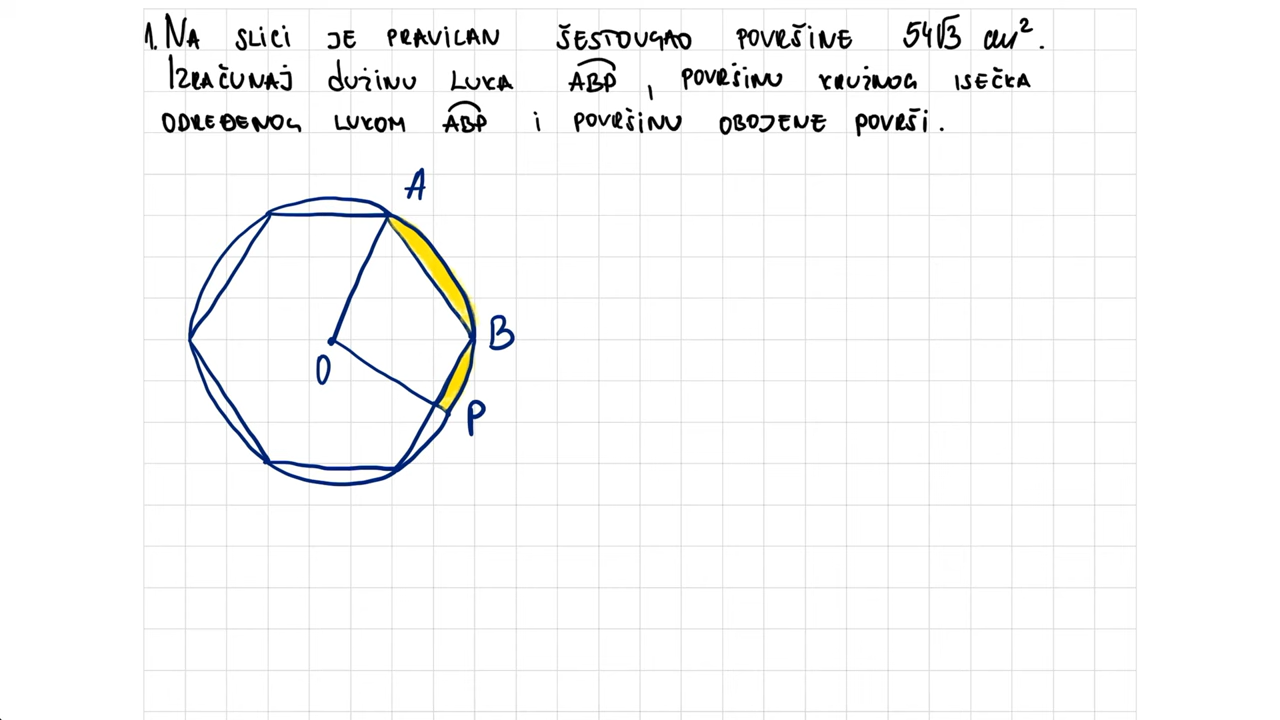 1. NA SLICI JE PRAVILAN ŠESTOUGAO POVRŠINE 54√3 cm².
IZRAČUNAJ DUŽINU LUKA ABP, POVRŠINU KRUŽNOG ISEČKA
ODREĐENOG LUKOM ABP I POVRŠINU OBOJENE POVRŠI.
A
B
O
P